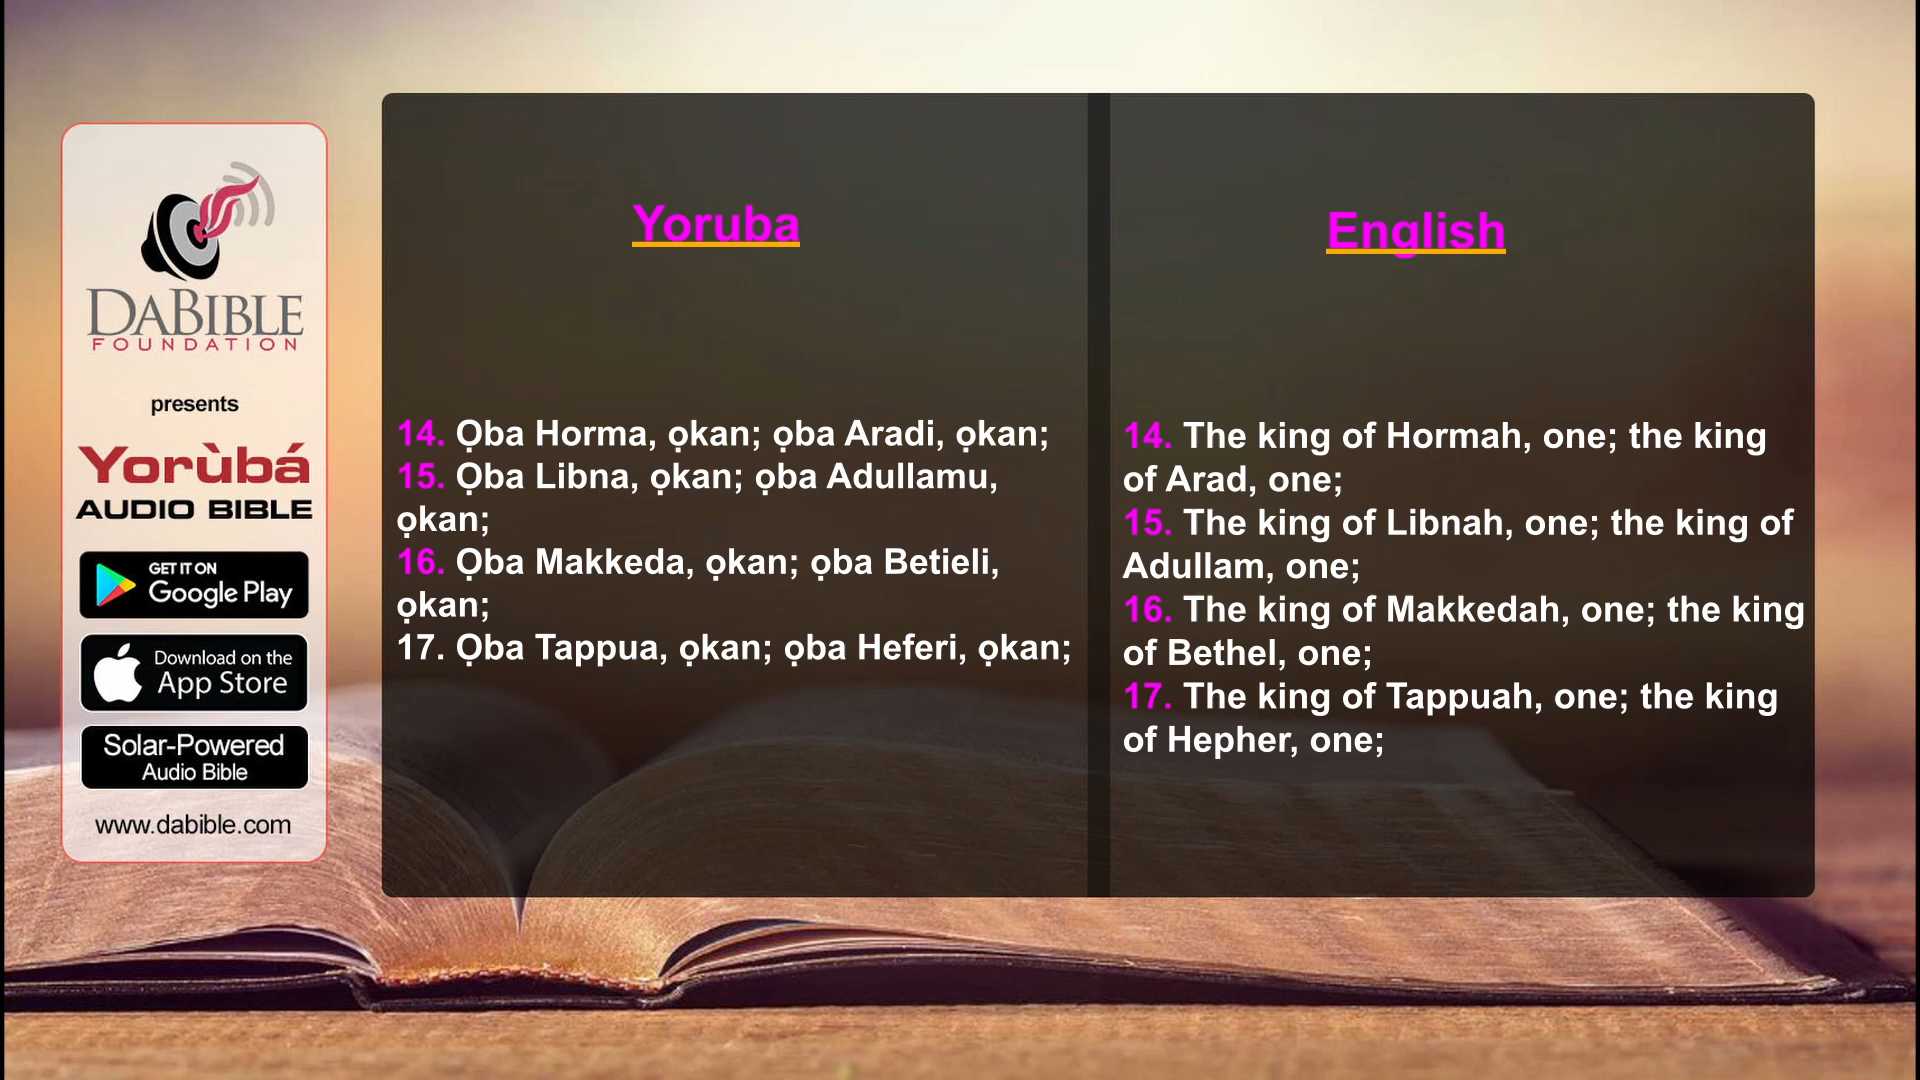 DABIBLE
FOUNDATION
presents
Yorùbá
AUDIO BIBLE
GET IT ON
Google Play
Download on the
App Store
Solar-Powered
Audio Bible
www.dabible.com
Yoruba
14. Ọba Horma, ọkan; ọba Aradi, ọkan;
15. Ọba Libna, ọkan; ọba Adullamu,
ọkan;
16. Ọba Makkeda, ọkan; ọba Betieli,
ọkan;
17. Ọba Tappua, ọkan; ọba Heferi, ọkan;
English
14. The king of Hormah, one; the king
of Arad, one;
15. The king of Libnah, one; the king of
Adullam, one;
16. The king of Makkedah, one; the king
of Bethel, one;
17. The king of Tappuah, one; the king
of Hepher, one;